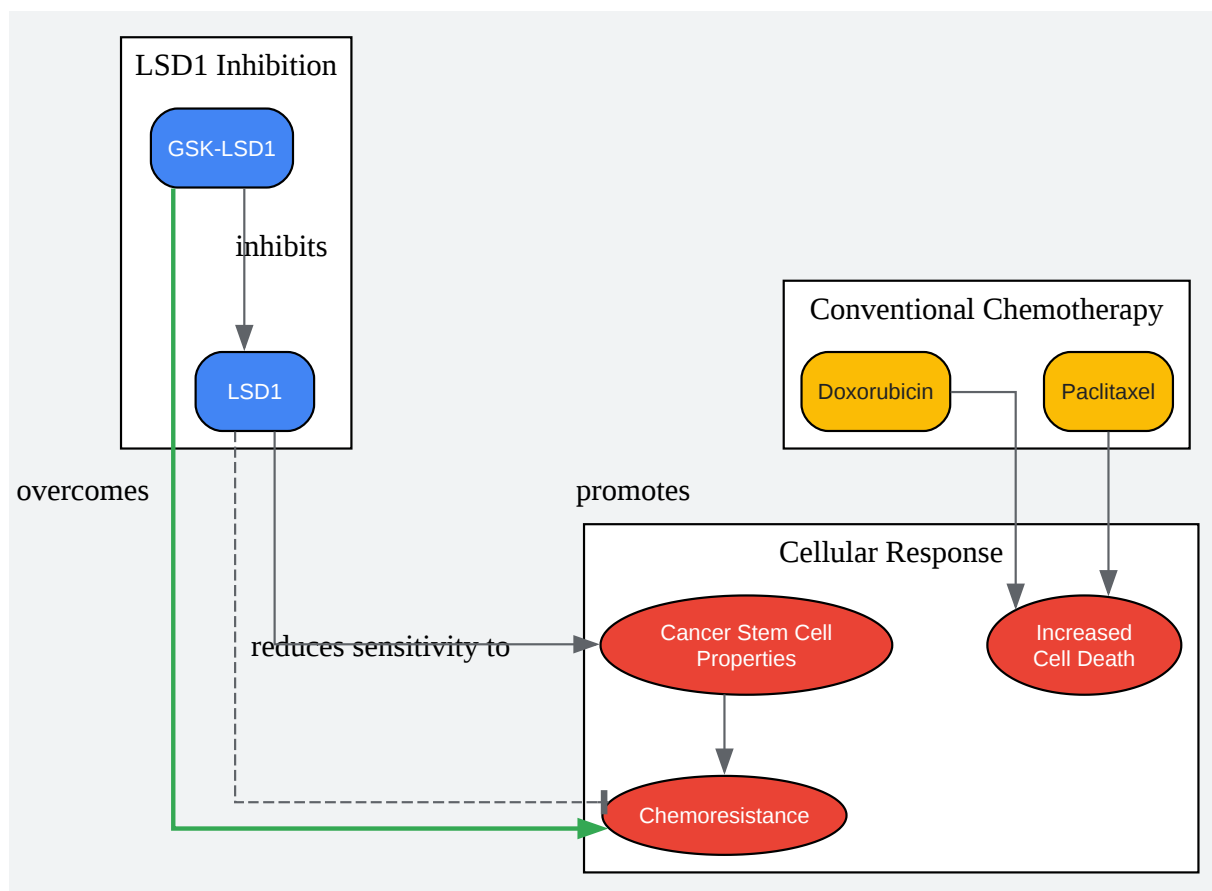 LSD1 Inhibition
GSK-LSD1
inhibits
Conventional Chemotherapy
LSD1
Doxorubicin
Paclitaxel
overcomes
promotes
Cellular Response
reduces sensitivity to
Cancer Stem Cell
Properties
Increased
Cell Death
Chemoresistance